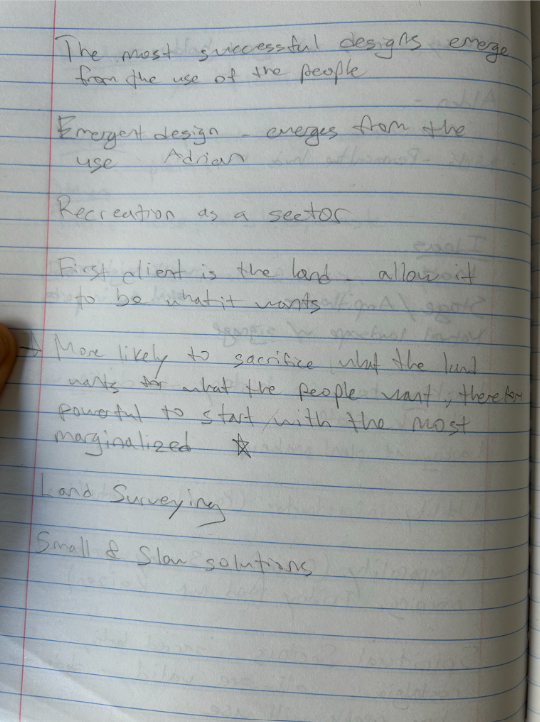 The most successful designs emerge
from the use of the people
Emergent design - emerges from the
use Adrian
Recreation as a sector
First client is the land - allow it
to be what it wants
More likely to sacrifice what the land
wants for what the people want, therefore
powerful to start with the most
marginalized ☆
Land Surveying
Small & Slow solutions